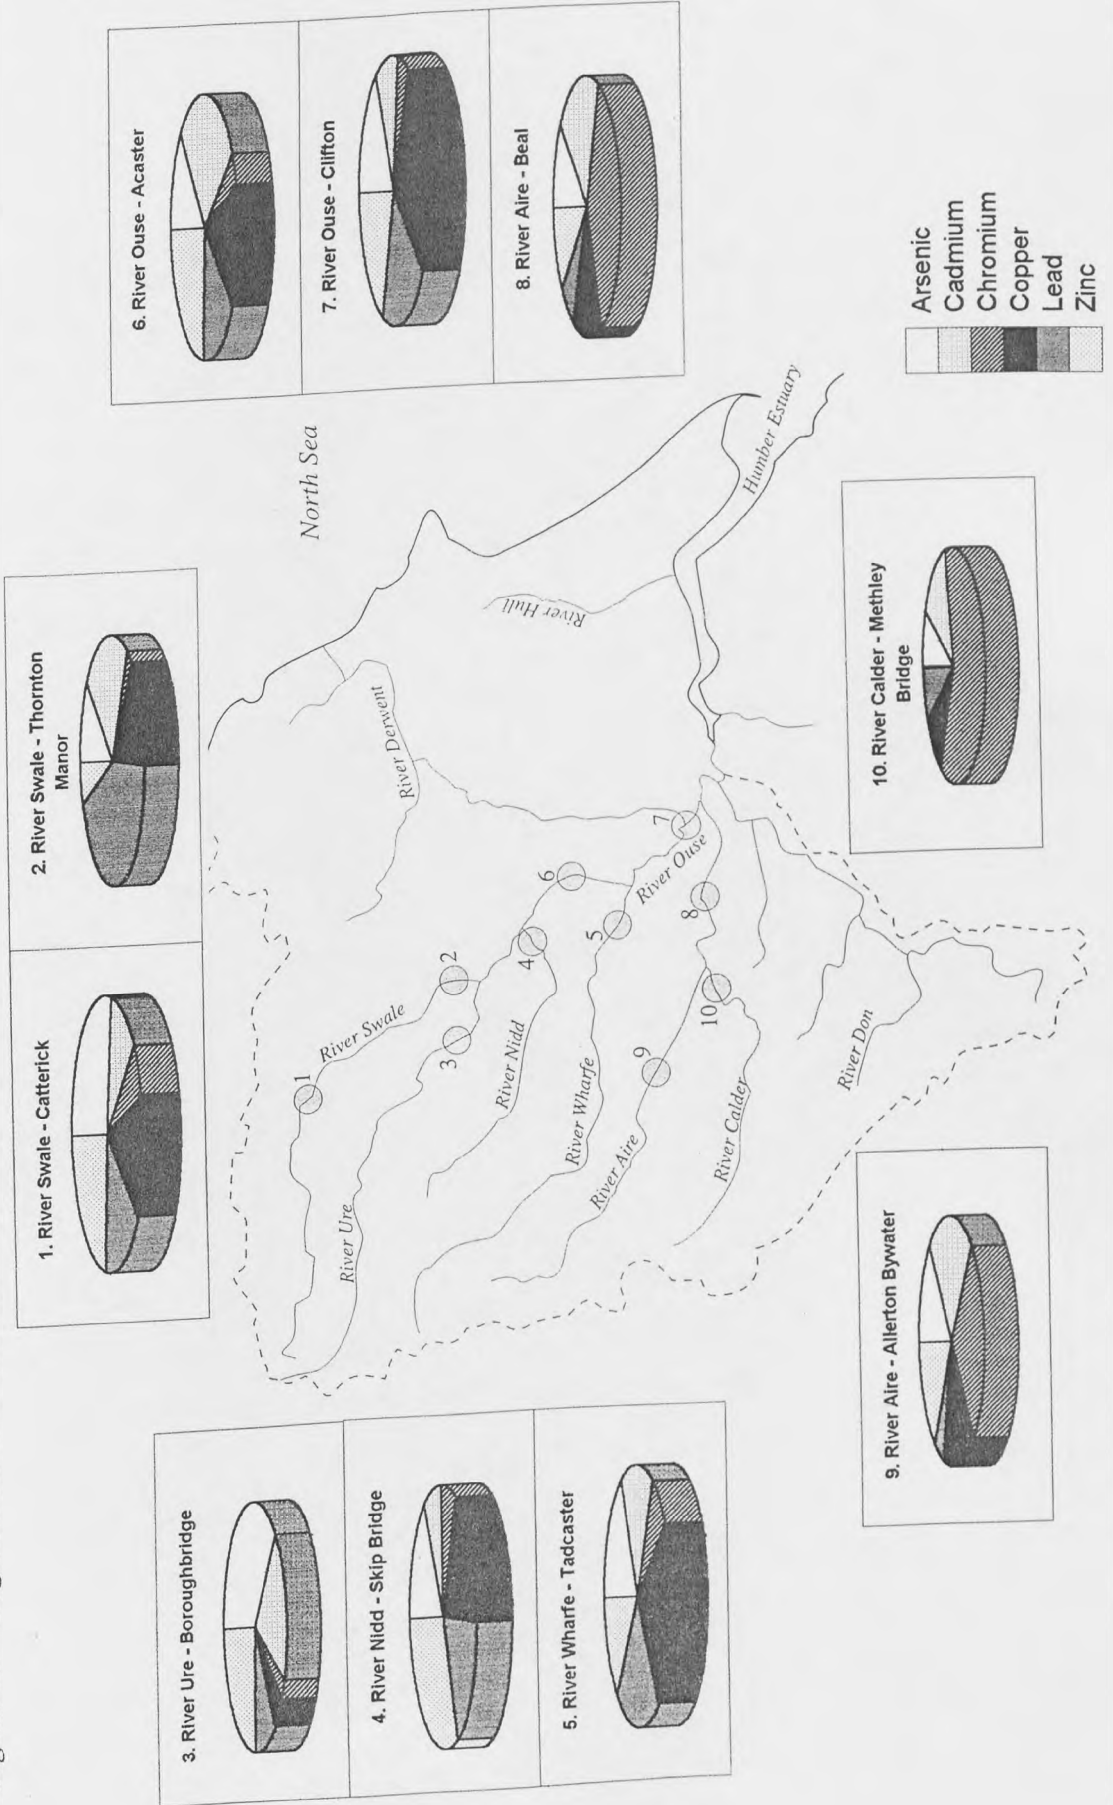 1. River Swale - Catterick
2. River Swale - Thornton
Manor
3. River Ure - Boroughbridge
4. River Nidd - Skip Bridge
5. River Wharfe - Tadcaster
6. River Ouse - Acaster
7. River Ouse - Clifton
8. River Aire - Beal
9. River Aire - Allerton Bywater
10. River Calder - Methley
Bridge
North Sea
River Swale
River Ure
River Nidd
River Wharfe
River Aire
River Calder
River Don
River Ouse
River Derwent
River Hull
Humber Estuary
1
2
3
4
5
6
7
8
9
10
Arsenic
Cadmium
Chromium
Copper
Lead
Zinc